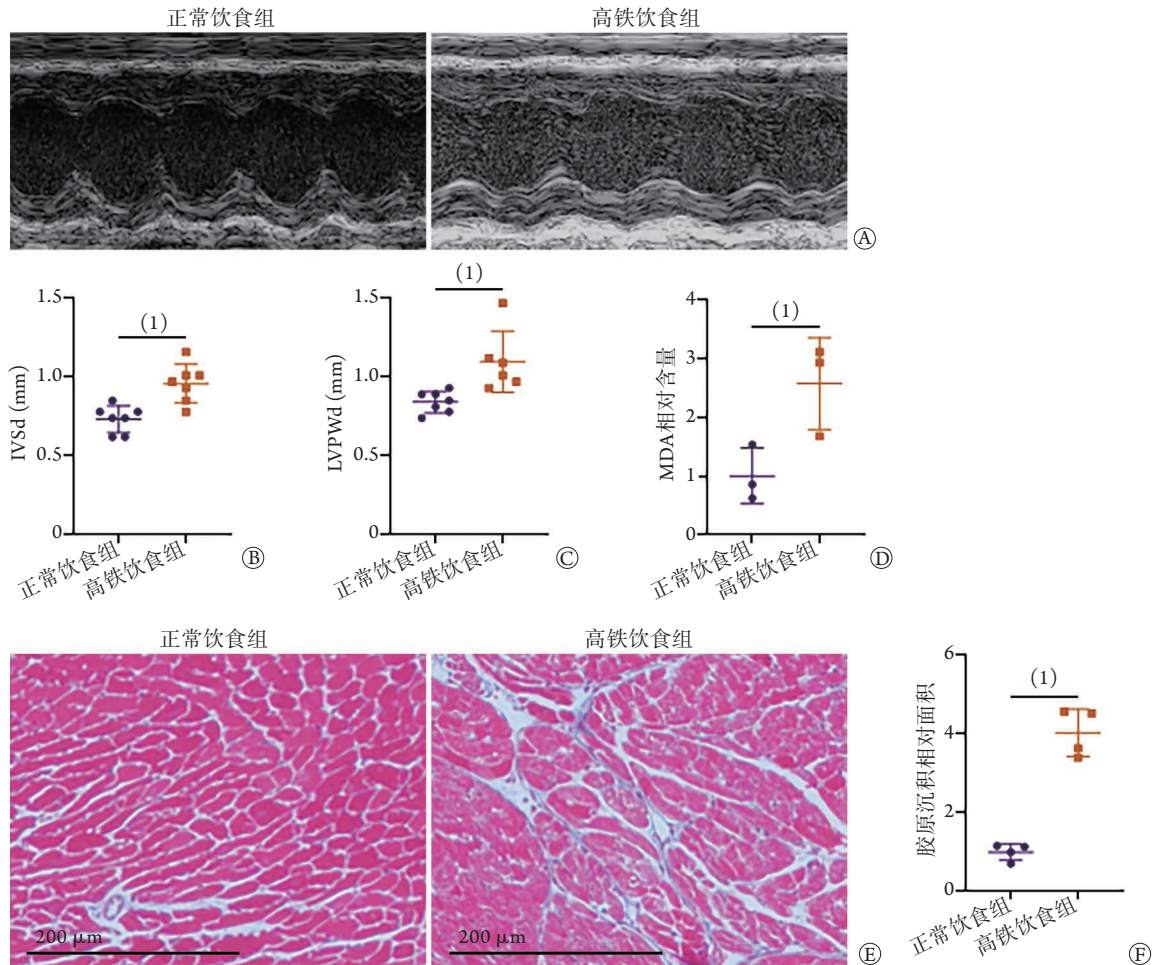 正常饮食组 高铁饮食组
Ⓐ
1.5
1.0
0.5
0
IVSd (mm)
(1)
正常饮食组
高铁饮食组
Ⓑ
1.5
1.0
0.5
0
LVPWd (mm)
(1)
正常饮食组
高铁饮食组
Ⓒ
4
3
2
1
0
MDA相对含量
(1)
正常饮食组
高铁饮食组
Ⓓ
正常饮食组 高铁饮食组
200 μm 200 μm
Ⓔ
6
4
2
0
胶原沉积相对面积
(1)
正常饮食组
高铁饮食组
Ⓕ